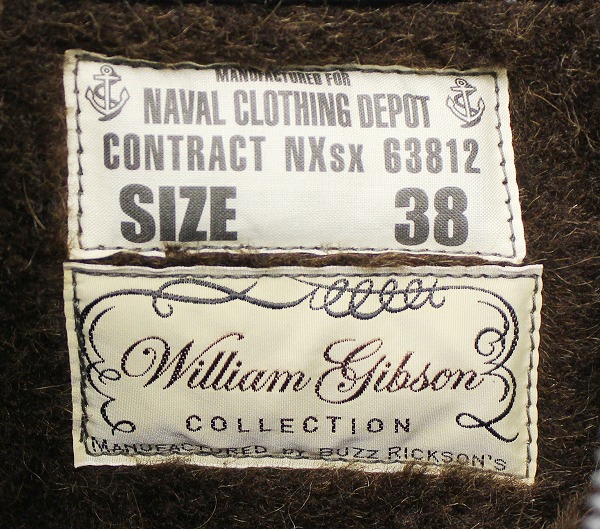 MANUFACTURED FOR
NAVAL CLOTHING DEPOT
CONTRACT NXsx 63812
SIZE 38
William Gibson
COLLECTION
MANUFACTURED BY BUZZ RICKSON'S